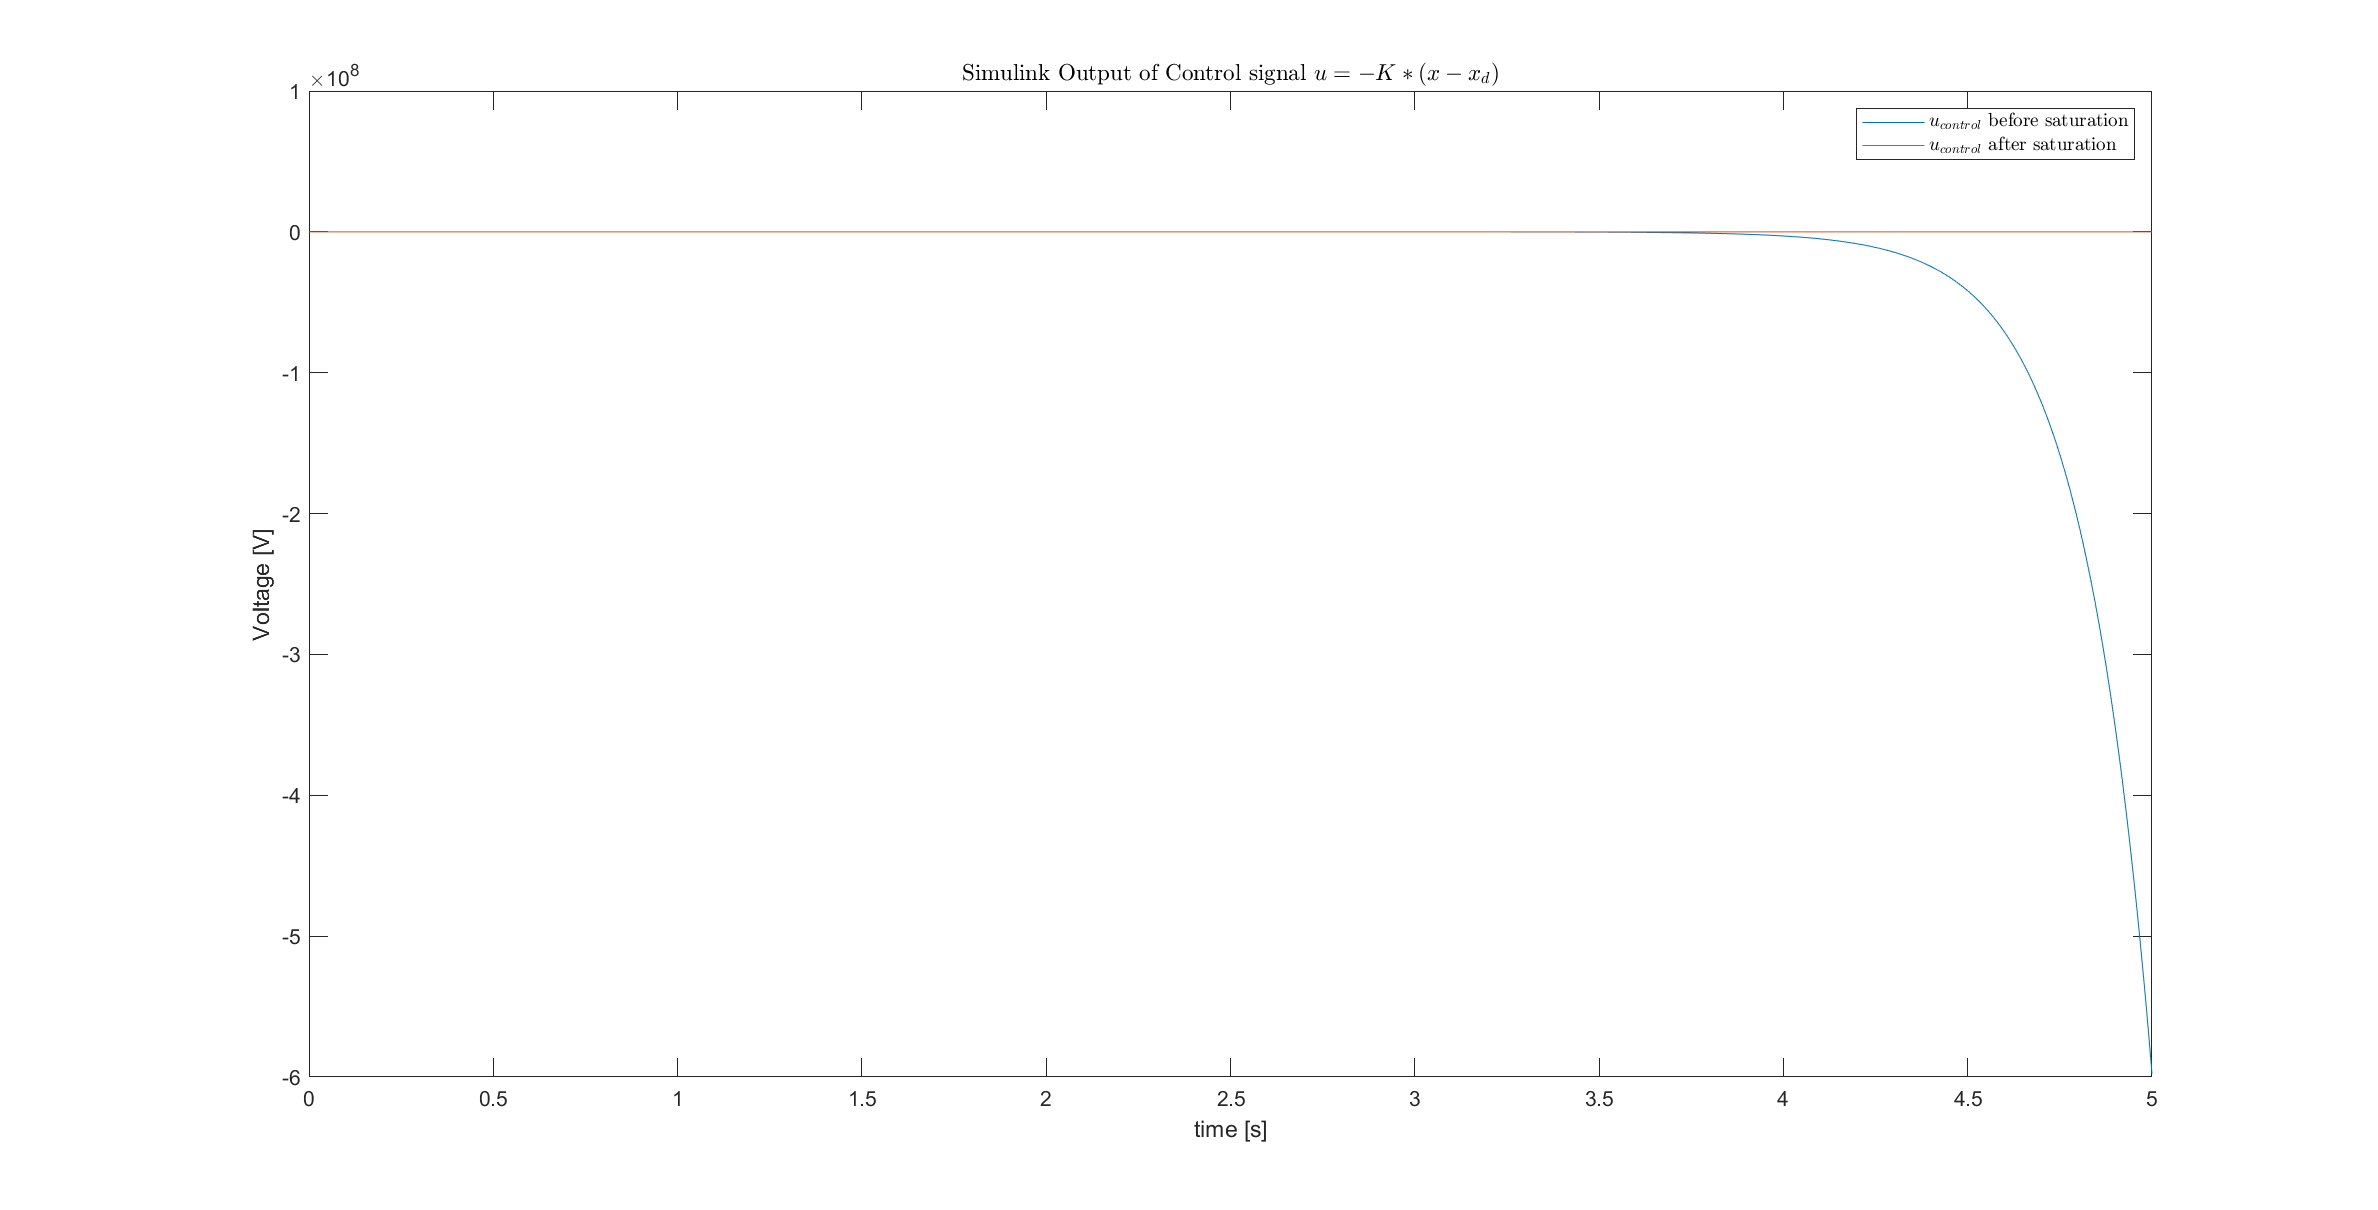 Simulink Output of Control signal u = −K ∗ (x − x_d)
×10^8
1
0
-1
-2
-3
-4
-5
-6
Voltage [V]
u_control before saturation
u_control after saturation
0 0.5 1 1.5 2 2.5 3 3.5 4 4.5 5
time [s]